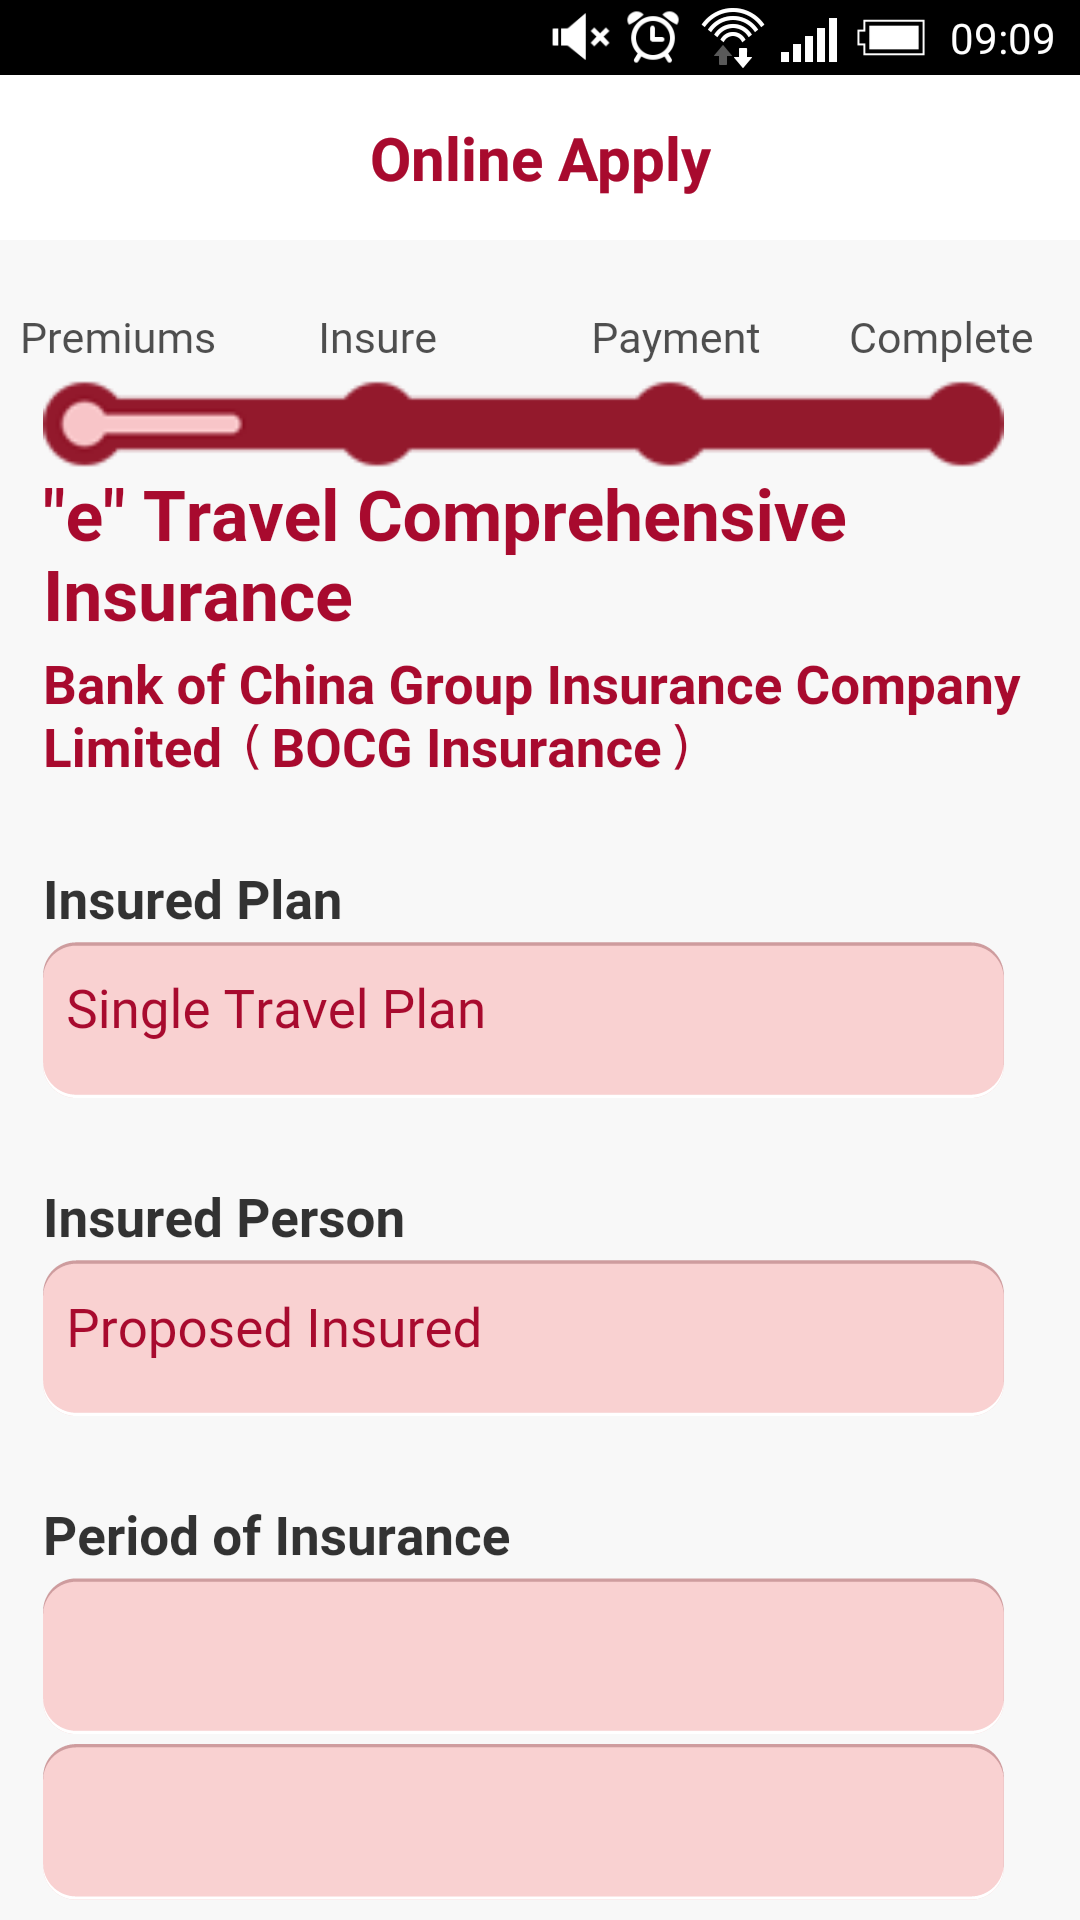 09:09
Online Apply
Premiums Insure Payment Complete
"e" Travel Comprehensive
Insurance
Bank of China Group Insurance Company
Limited（BOCG Insurance）
Insured Plan
Single Travel Plan
Insured Person
Proposed Insured
Period of Insurance